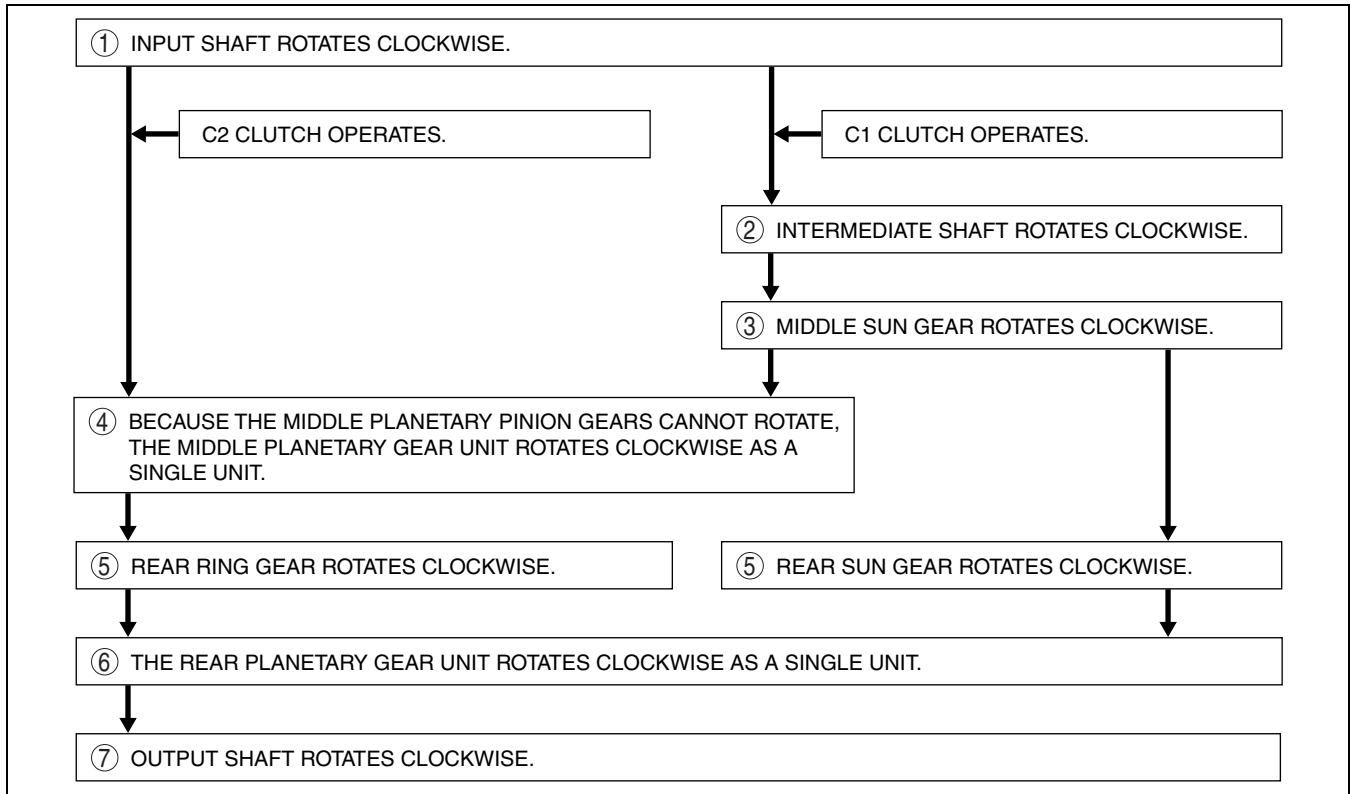 ① INPUT SHAFT ROTATES CLOCKWISE.
C2 CLUTCH OPERATES.
C1 CLUTCH OPERATES.
② INTERMEDIATE SHAFT ROTATES CLOCKWISE.
③ MIDDLE SUN GEAR ROTATES CLOCKWISE.
④ BECAUSE THE MIDDLE PLANETARY PINION GEARS CANNOT ROTATE,
THE MIDDLE PLANETARY GEAR UNIT ROTATES CLOCKWISE AS A
SINGLE UNIT.
⑤ REAR RING GEAR ROTATES CLOCKWISE.
⑤ REAR SUN GEAR ROTATES CLOCKWISE.
⑥ THE REAR PLANETARY GEAR UNIT ROTATES CLOCKWISE AS A SINGLE UNIT.
⑦ OUTPUT SHAFT ROTATES CLOCKWISE.